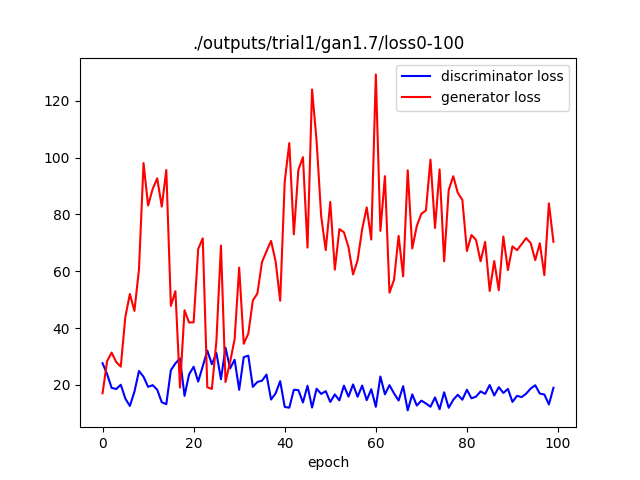 ./outputs/trial1/gan1.7/loss0-100
discriminator loss
generator loss
120
100
80
60
40
20
0 20 40 60 80 100
epoch